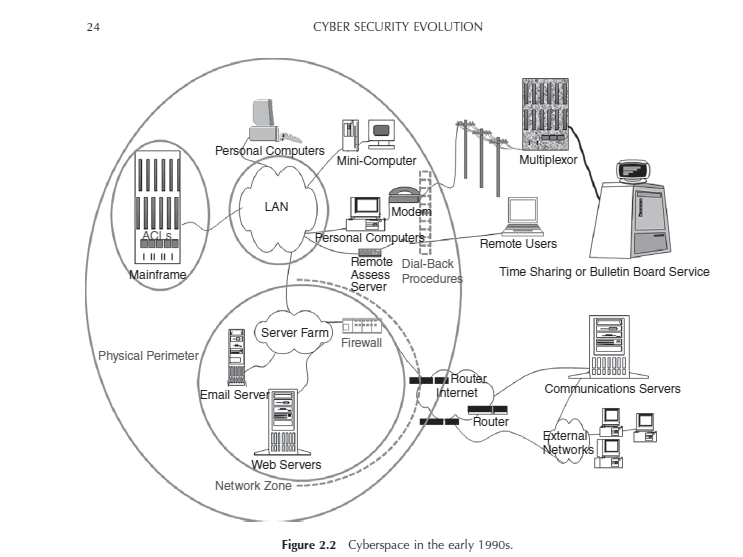 24
CYBER SECURITY EVOLUTION
Personal Computers
Mini-Computer
Multiplexor
LAN
Modem
ACLs
Personal Computers
Remote Users
Mainframe
Remote
Assess
Server
Dial-Back
Procedures
Time Sharing or Bulletin Board Service
Server Farm
Firewall
Physical Perimeter
Router
Internet
Email Server
Communications Servers
Router
External
Networks
Web Servers
Network Zone
Figure 2.2 Cyberspace in the early 1990s.